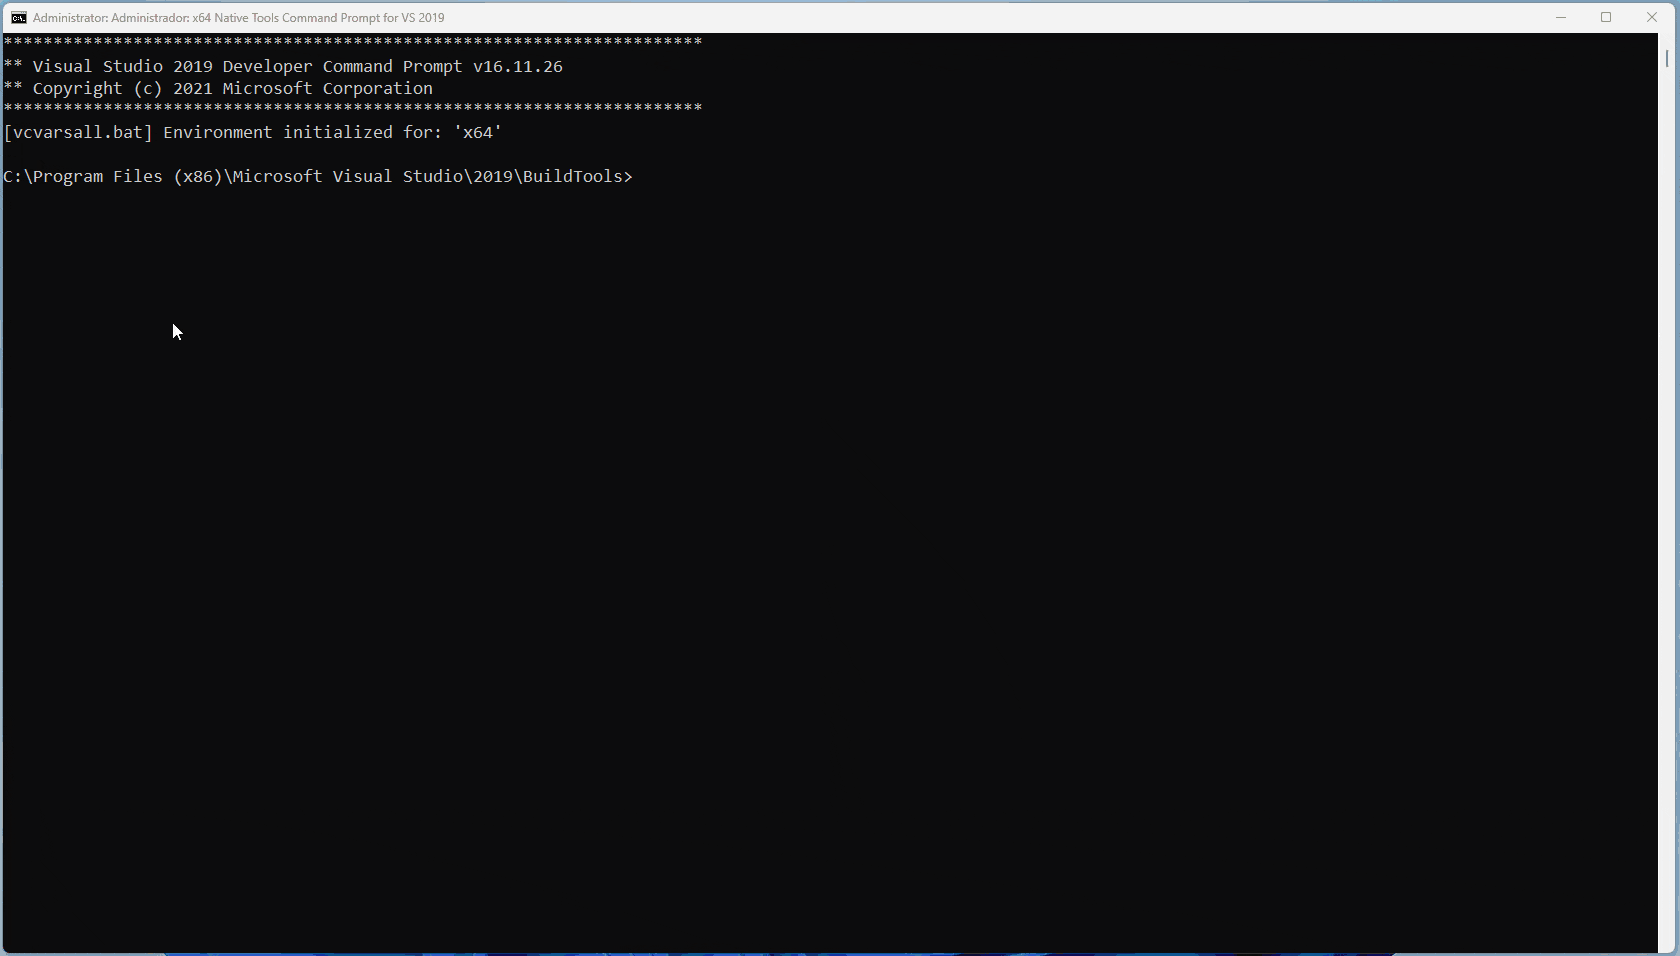 Administrator: Administrador: x64 Native Tools Command Prompt for VS 2019
**********************************************************************
** Visual Studio 2019 Developer Command Prompt v16.11.26
** Copyright (c) 2021 Microsoft Corporation
**********************************************************************
[vcvarsall.bat] Environment initialized for: 'x64'
C:\Program Files (x86)\Microsoft Visual Studio\2019\BuildTools>